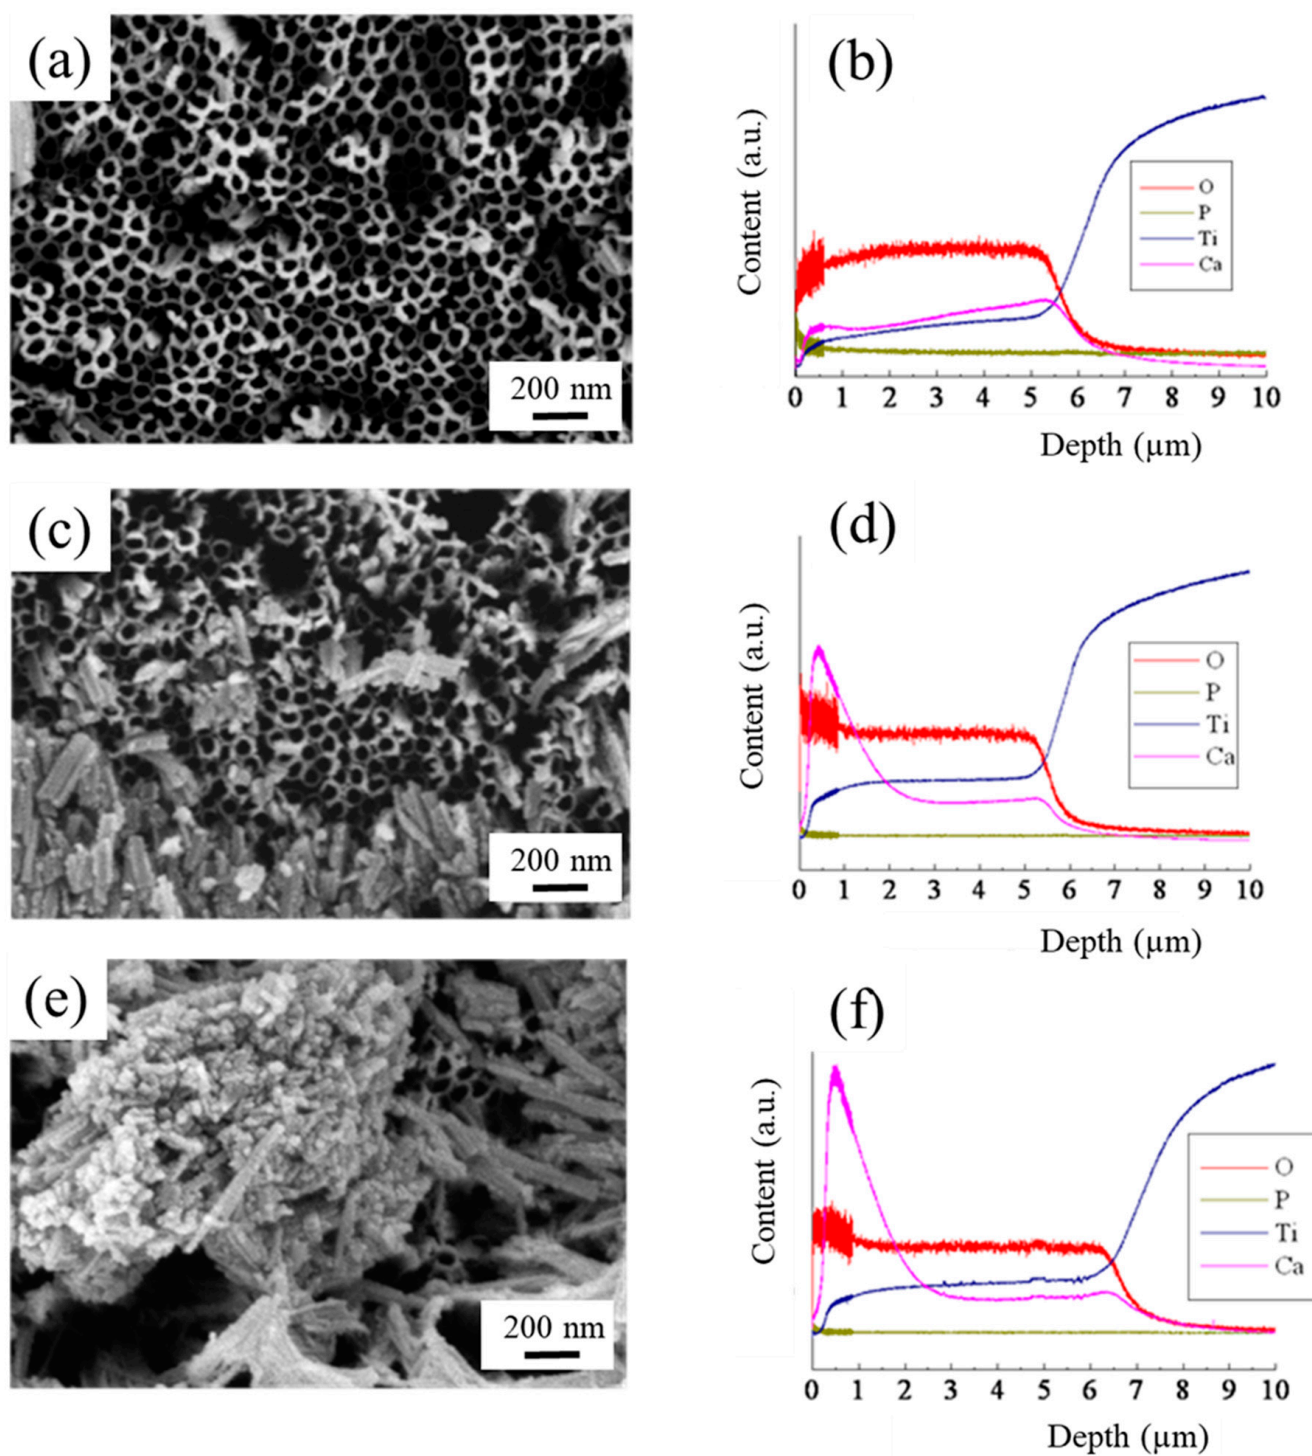 (a)
200 nm
(b)
Content (a.u.)
O
P
Ti
Ca
0 1 2 3 4 5 6 7 8 9 10
Depth (μm)
(c)
200 nm
(d)
Content (a.u.)
O
P
Ti
Ca
0 1 2 3 4 5 6 7 8 9 10
Depth (μm)
(e)
200 nm
(f)
Content (a.u.)
O
P
Ti
Ca
0 1 2 3 4 5 6 7 8 9 10
Depth (μm)